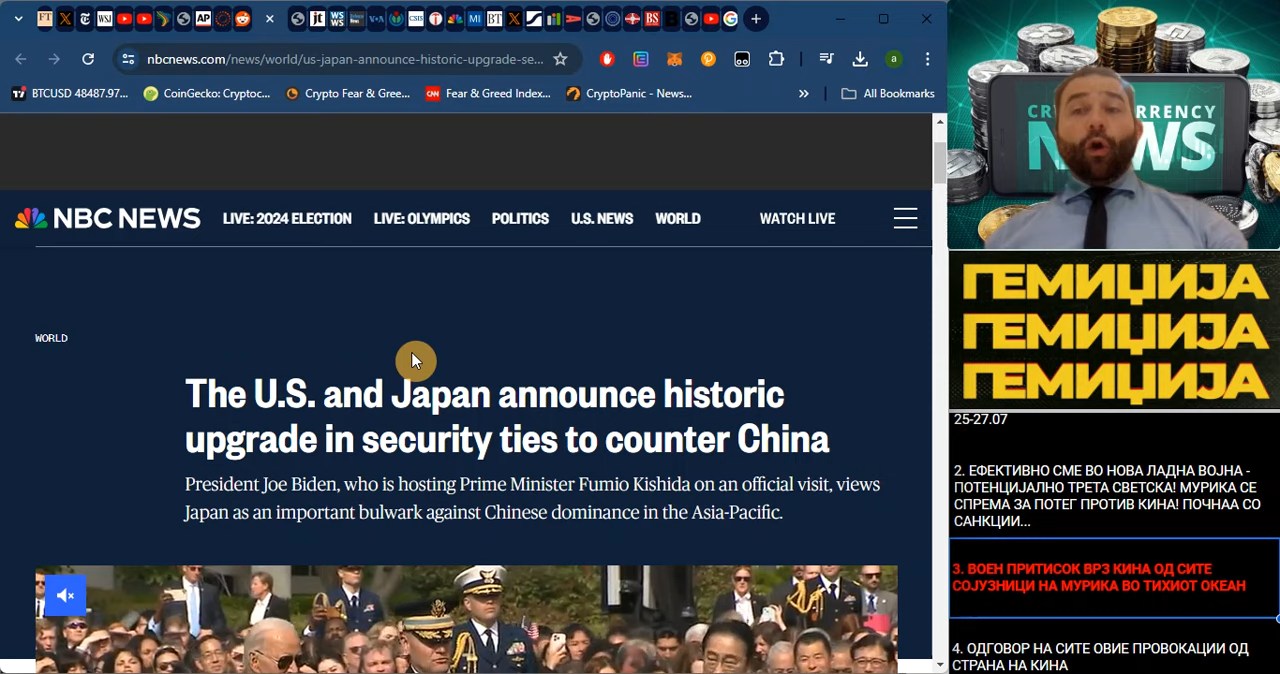 nbcnews.com/news/world/us-japan-announce-historic-upgrade-se...
BTCUSD 48487.97...
CoinGecko: Cryptoc...
Crypto Fear & Gree...
Fear & Greed Index...
CryptoPanic - News...
All Bookmarks
NBC NEWS
LIVE: 2024 ELECTION
LIVE: OLYMPICS
POLITICS
U.S. NEWS
WORLD
WATCH LIVE
WORLD
The U.S. and Japan announce historic
upgrade in security ties to counter China
President Joe Biden, who is hosting Prime Minister Fumio Kishida on an official visit, views
Japan as an important bulwark against Chinese dominance in the Asia-Pacific.
ГЕМИЏИЈА
ГЕМИЏИЈА
ГЕМИЏИЈА
25-27.07
2. ЕФЕКТИВНО СМЕ ВО НОВА ЛАДНА ВОЈНА -
ПОТЕНЦИЈАЛНО ТРЕТА СВЕТСКА! МУРИКА СЕ
СПРЕМА ЗА ПОТЕГ ПРОТИВ КИНА! ПОЧНАА СО
САНКЦИИ...
3. ВОЕН ПРИТИСОК ВРЗ КИНА ОД СИТЕ
СОЈУЗНИЦИ НА МУРИКА ВО ТИХИОТ ОКЕАН
4. ОДГОВОР НА СИТЕ ОВИЕ ПРОВОКАЦИИ ОД
СТРАНА НА КИНА